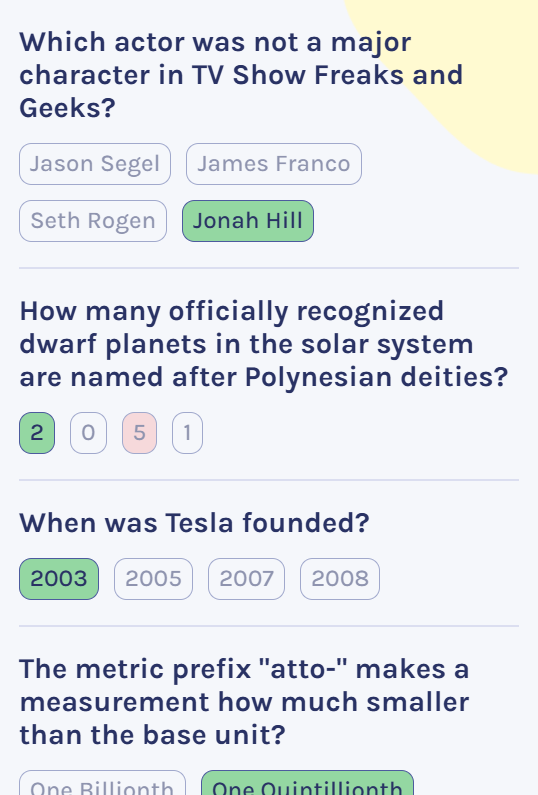 Which actor was not a major
character in TV Show Freaks and
Geeks?
Jason Segel James Franco
Seth Rogen Jonah Hill
How many officially recognized
dwarf planets in the solar system
are named after Polynesian deities?
2 0 5 1
When was Tesla founded?
2003 2005 2007 2008
The metric prefix "atto-" makes a
measurement how much smaller
than the base unit?
One Billionth One Quintillionth